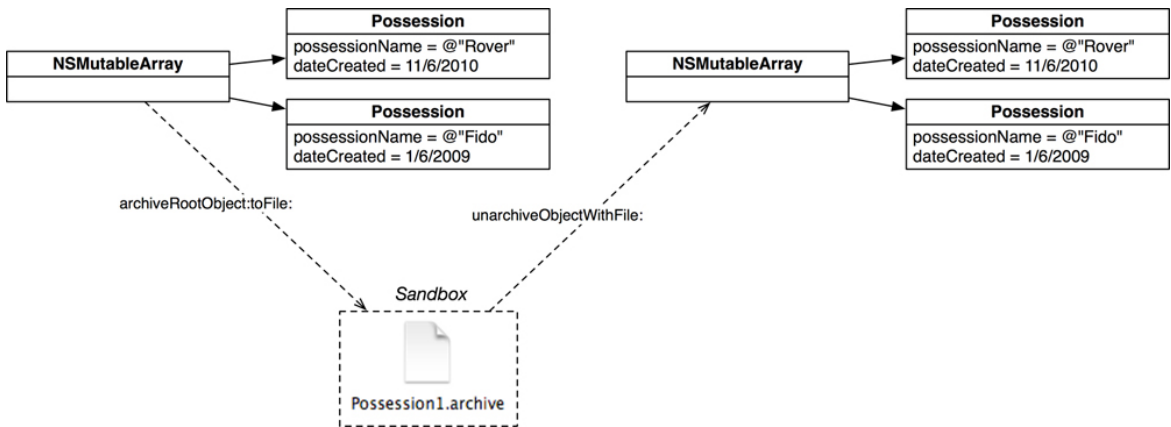 NSMutableArray
Possession
possessionName = @"Rover"
dateCreated = 11/6/2010
Possession
possessionName = @"Fido"
dateCreated = 1/6/2009
NSMutableArray
Possession
possessionName = @"Rover"
dateCreated = 11/6/2010
Possession
possessionName = @"Fido"
dateCreated = 1/6/2009
archiveRootObject:toFile:
unarchiveObjectWithFile:
Sandbox
Possession1.archive